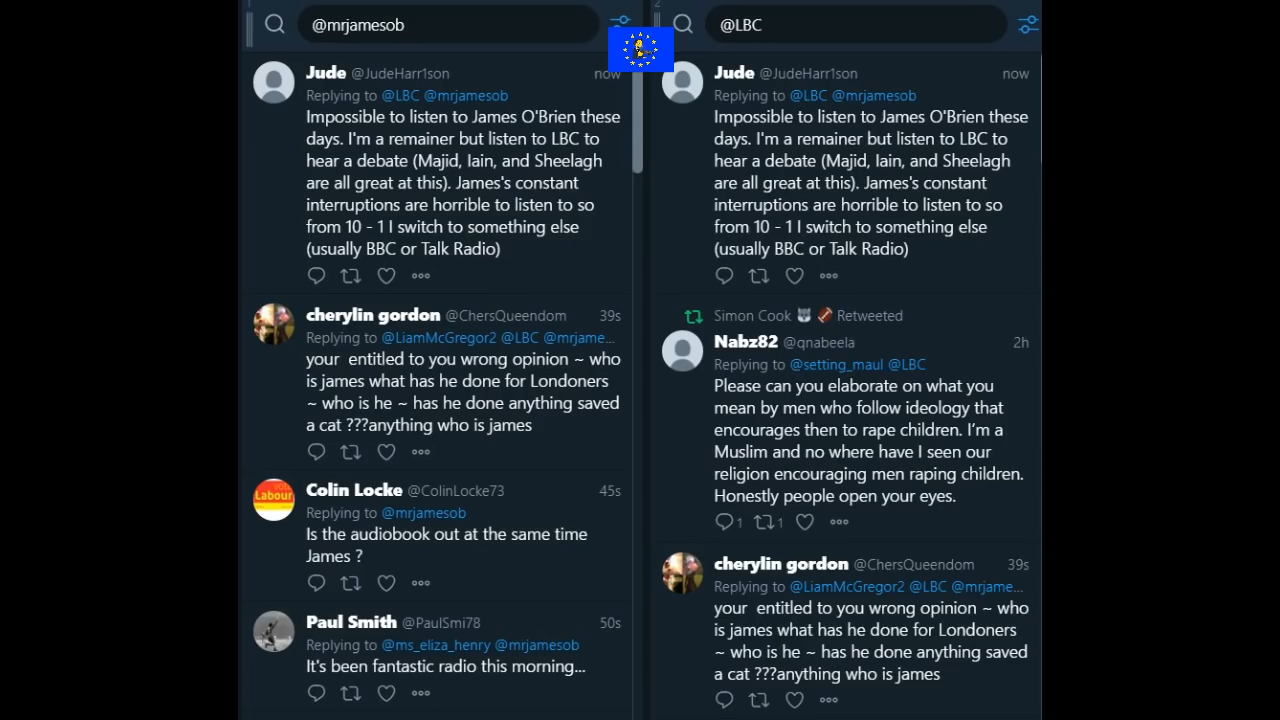 @mrjamesob
Jude @JudeHarr1son now
Replying to @LBC @mrjamesob
Impossible to listen to James O'Brien these
days. I'm a remainer but listen to LBC to
hear a debate (Majid, Iain, and Sheelagh
are all great at this). James's constant
interruptions are horrible to listen to so
from 10 - 1 I switch to something else
(usually BBC or Talk Radio)
cherylin gordon @ChersQueendom 39s
Replying to @LiamMcGregor2 @LBC @mrjame...
your entitled to you wrong opinion ~ who
is james what has he done for Londoners
~ who is he ~ has he done anything saved
a cat ???anything who is james
Labour
Colin Locke @ColinLocke73 45s
Replying to @mrjamesob
Is the audiobook out at the same time
James ?
Paul Smith @PaulSmi78 50s
Replying to @ms_eliza_henry @mrjamesob
It's been fantastic radio this morning...
2
@LBC
Jude @JudeHarr1son now
Replying to @LBC @mrjamesob
Impossible to listen to James O'Brien these
days. I'm a remainer but listen to LBC to
hear a debate (Majid, Iain, and Sheelagh
are all great at this). James's constant
interruptions are horrible to listen to so
from 10 - 1 I switch to something else
(usually BBC or Talk Radio)
Simon Cook 🐺 🏈 Retweeted
Nabz82 @qnabeela 2h
Replying to @setting_maul @LBC
Please can you elaborate on what you
mean by men who follow ideology that
encourages then to rape children. I'm a
Muslim and no where have I seen our
religion encouraging men raping children.
Honestly people open your eyes.
1 1
cherylin gordon @ChersQueendom 39s
Replying to @LiamMcGregor2 @LBC @mrjame...
your entitled to you wrong opinion ~ who
is james what has he done for Londoners
~ who is he ~ has he done anything saved
a cat ???anything who is james